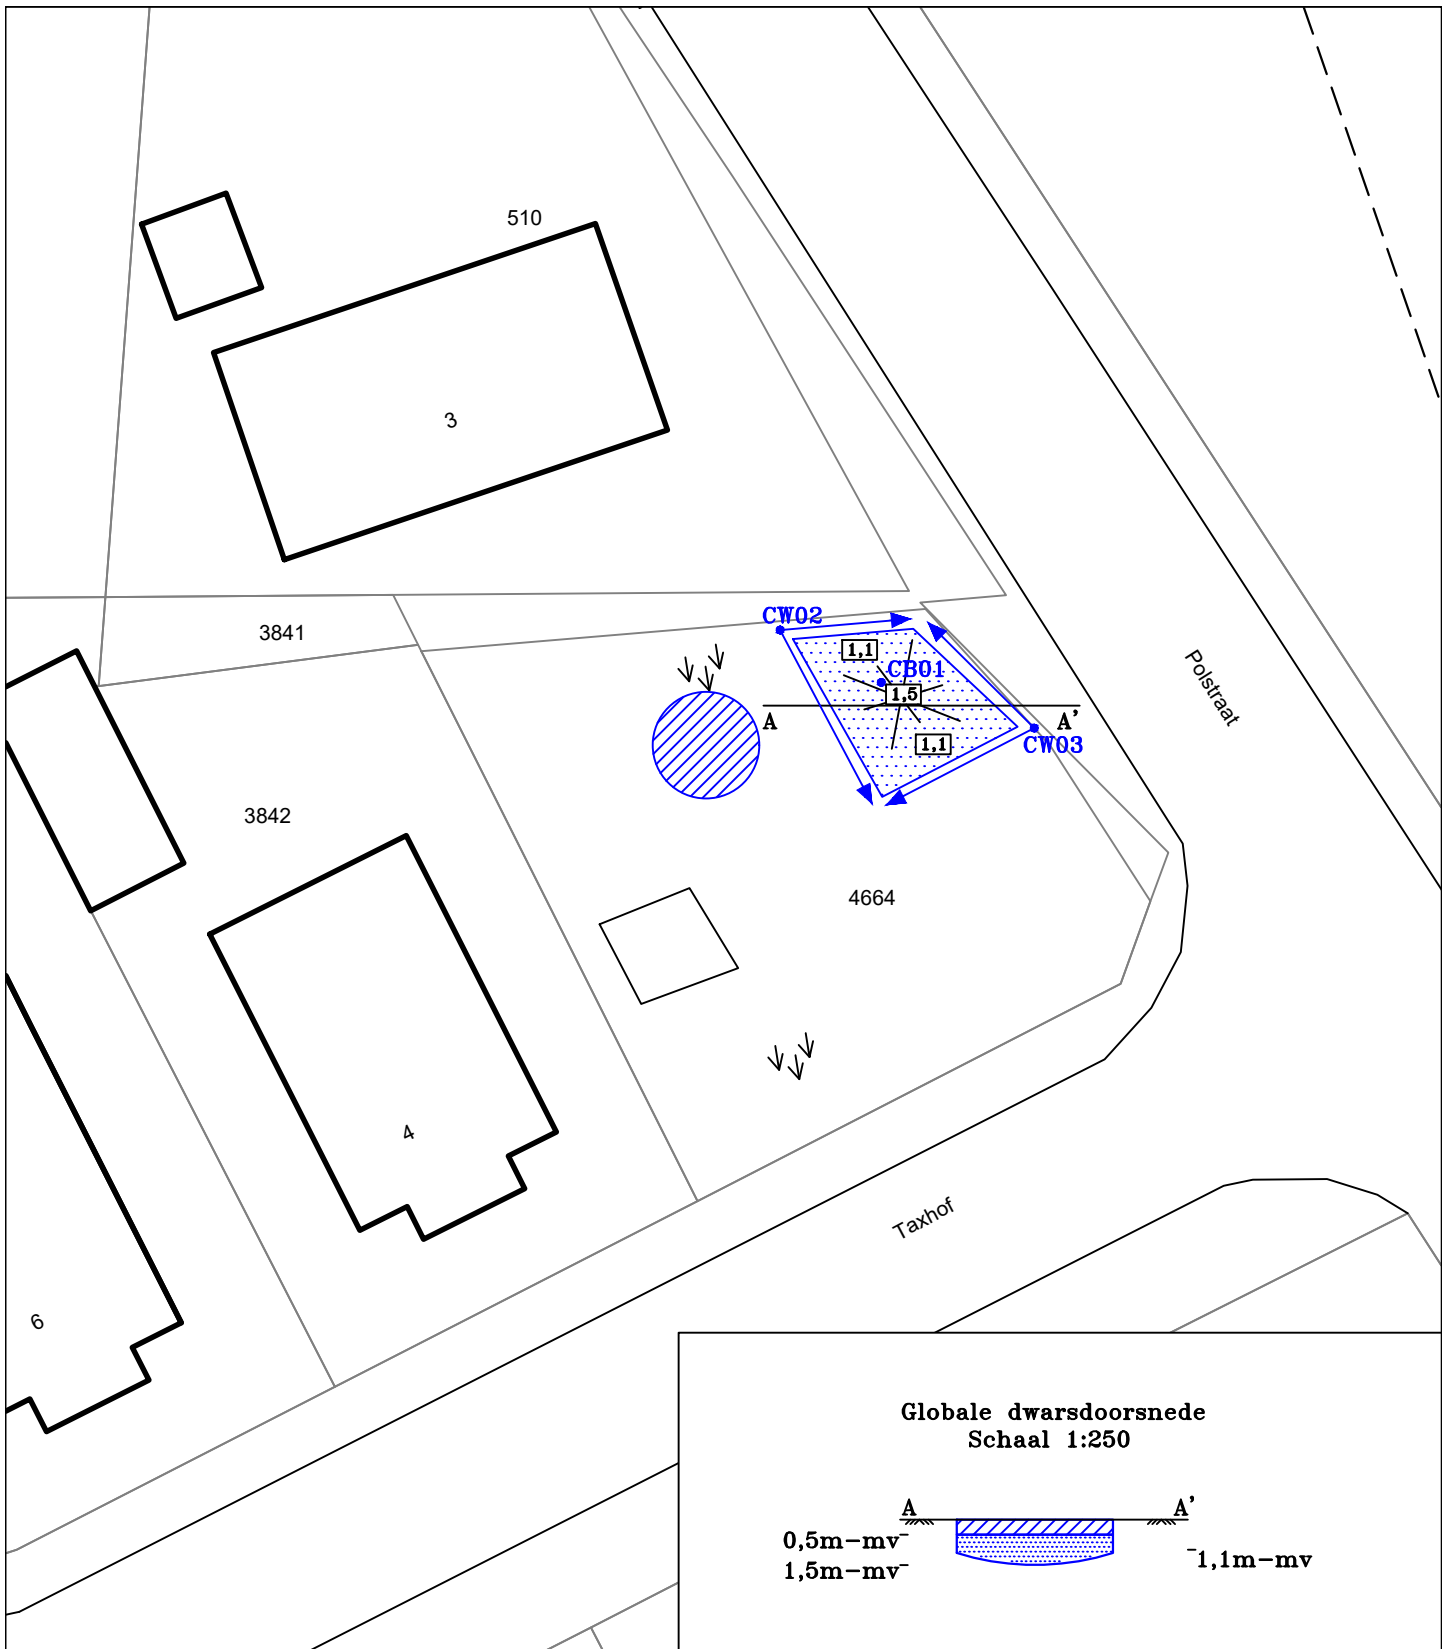 510
3
3841
CW02
1,1
CB01
1,5
A
A'
1,1
CW03
Polstraat
3842
4664
4
Taxhof
6
Globale dwarsdoorsnede
Schaal 1:250
A
A'
0,5m-mv
1,5m-mv
1,1m-mv